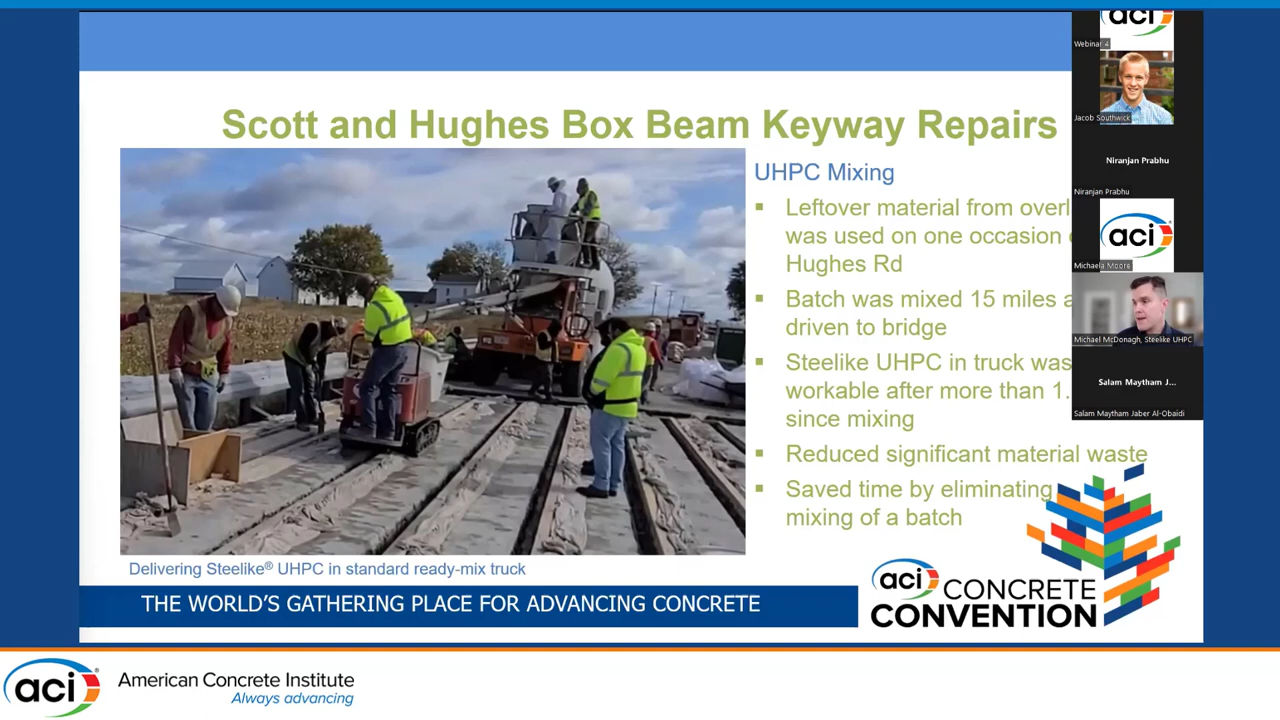 Scott and Hughes Box Beam Keyway Repairs
UHPC Mixing
Leftover material from overl
was used on one occasion
Hughes Rd
Batch was mixed 15 miles
driven to bridge
Steelike UHPC in truck was
workable after more than 1.
since mixing
Reduced significant material waste
Saved time by eliminating
mixing of a batch
Delivering Steelike® UHPC in standard ready-mix truck
THE WORLD'S GATHERING PLACE FOR ADVANCING CONCRETE
aci CONCRETE
CONVENTION
aci
Webinar 4
Jacob Southwick
Niranjan Prabhu
Niranjan Prabhu
aci
Michaela Moore
Michael McDonagh, Steelike UHPC
Salam Maytham J...
Salam Maytham Jaber Al-Obaidi
aci® American Concrete Institute
Always advancing